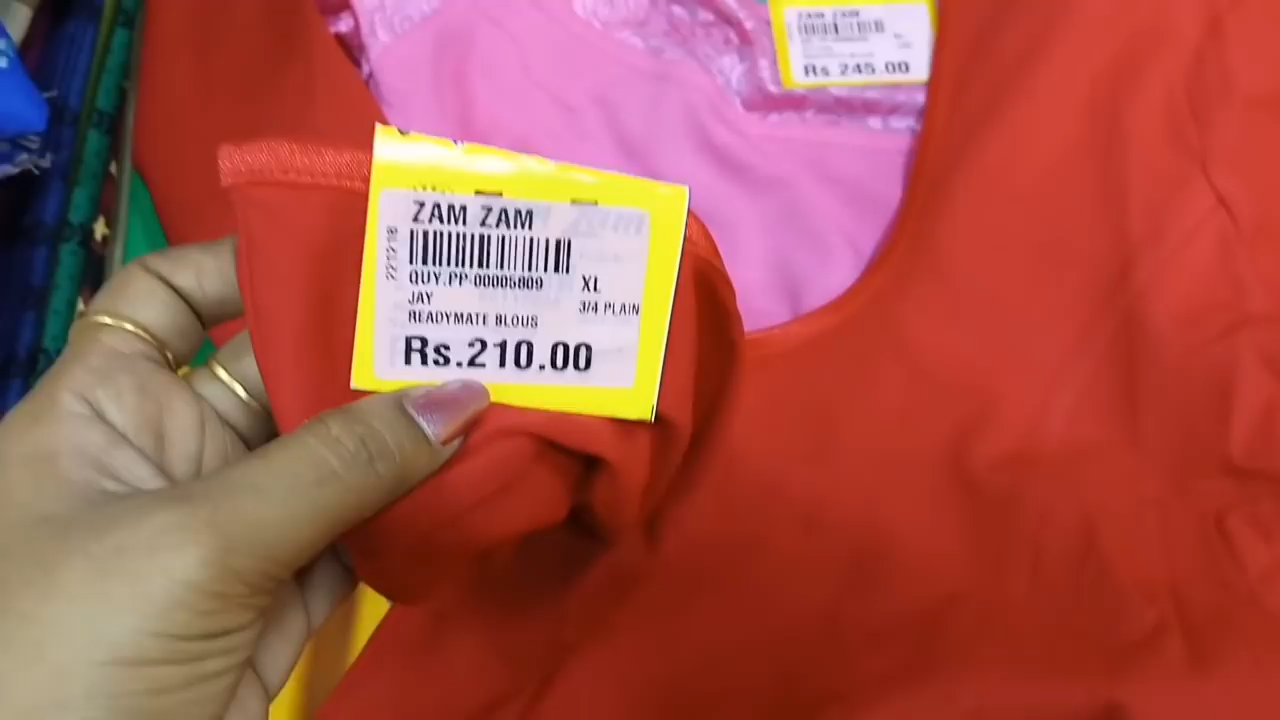 ZAM ZAM
Rs.245.00
ZAM ZAM
221218
QUY.PP-00005809 XL
JAY 3/4 PLAIN
READYMATE BLOUS
Rs.210.00